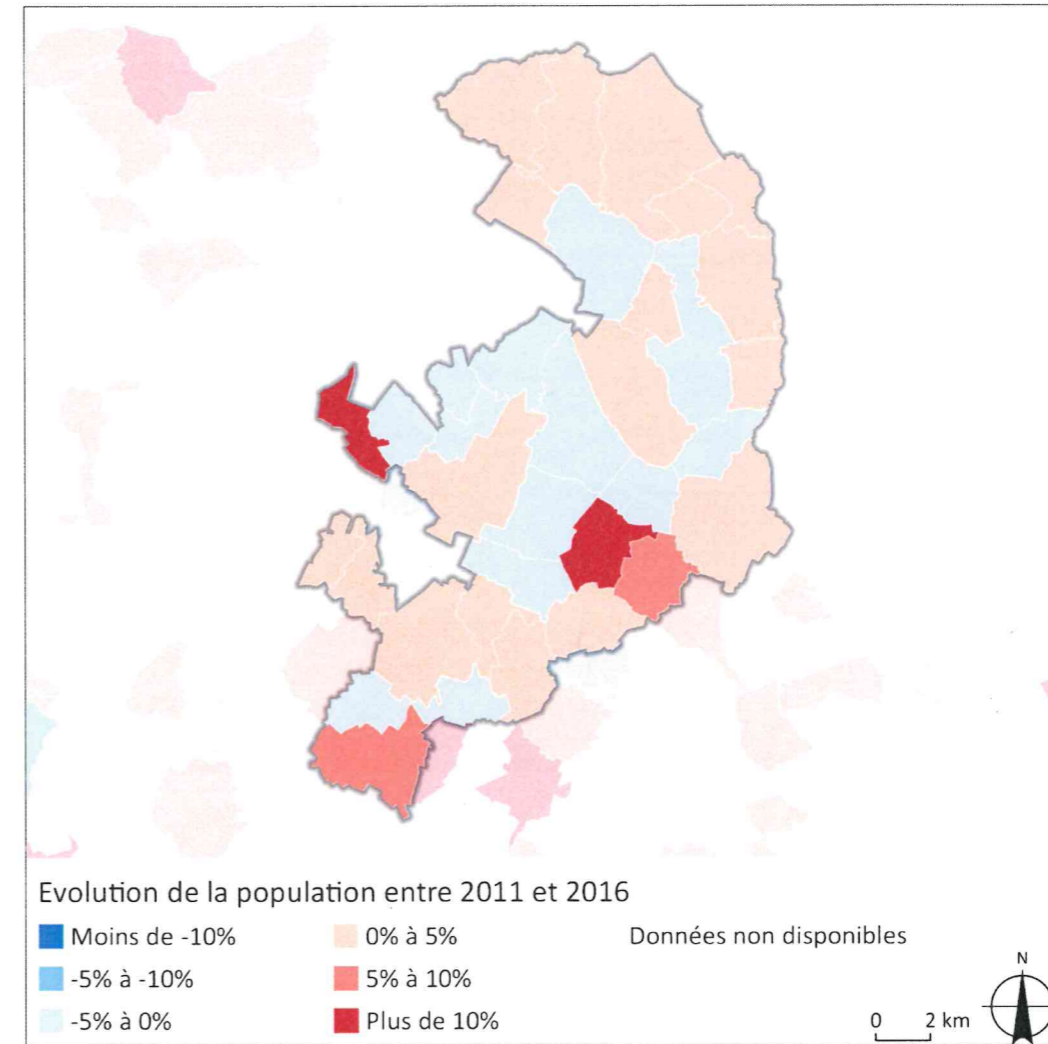 Evolution de la population entre 2011 et 2016
Moins de -10%
-5% à -10%
-5% à 0%
0% à 5%
5% à 10%
Plus de 10%
Données non disponibles
N
0 2 km